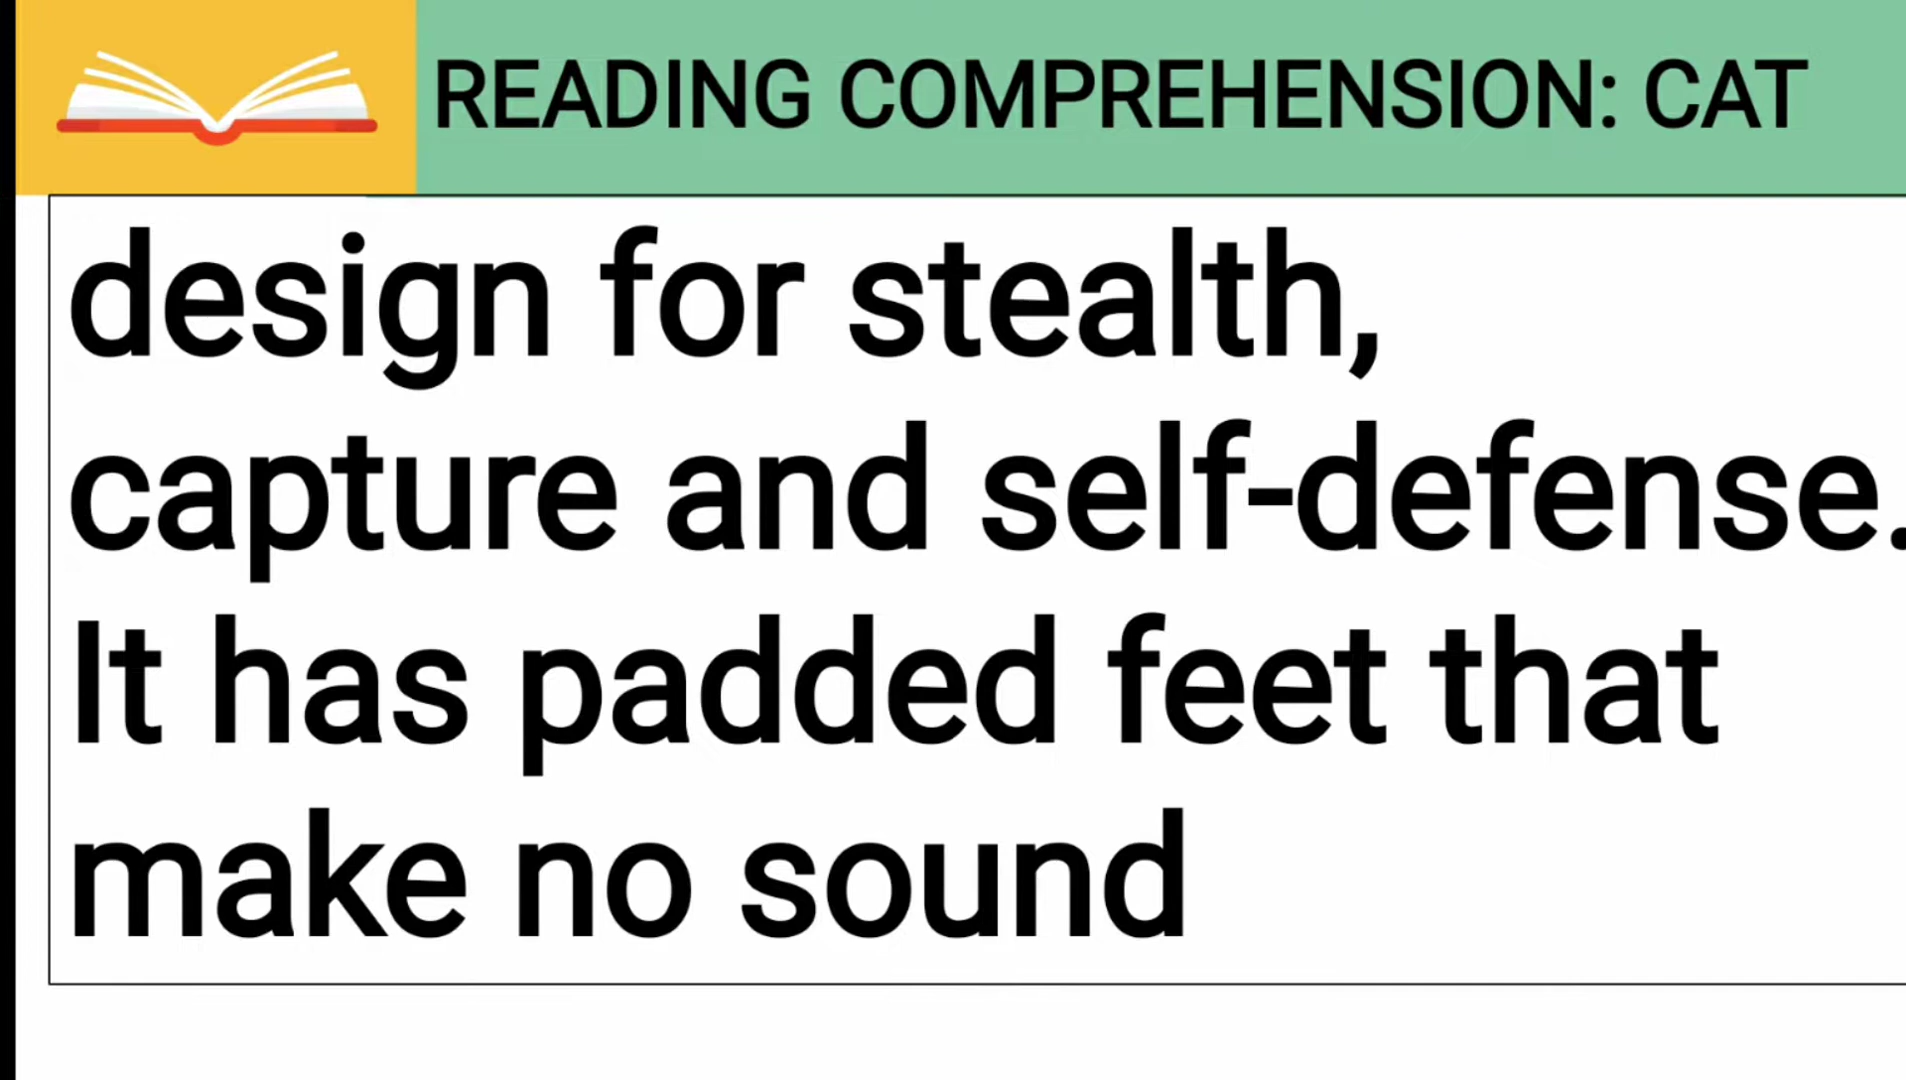 READING COMPREHENSION: CAT
design for stealth,
capture and self-defense.
It has padded feet that
make no sound